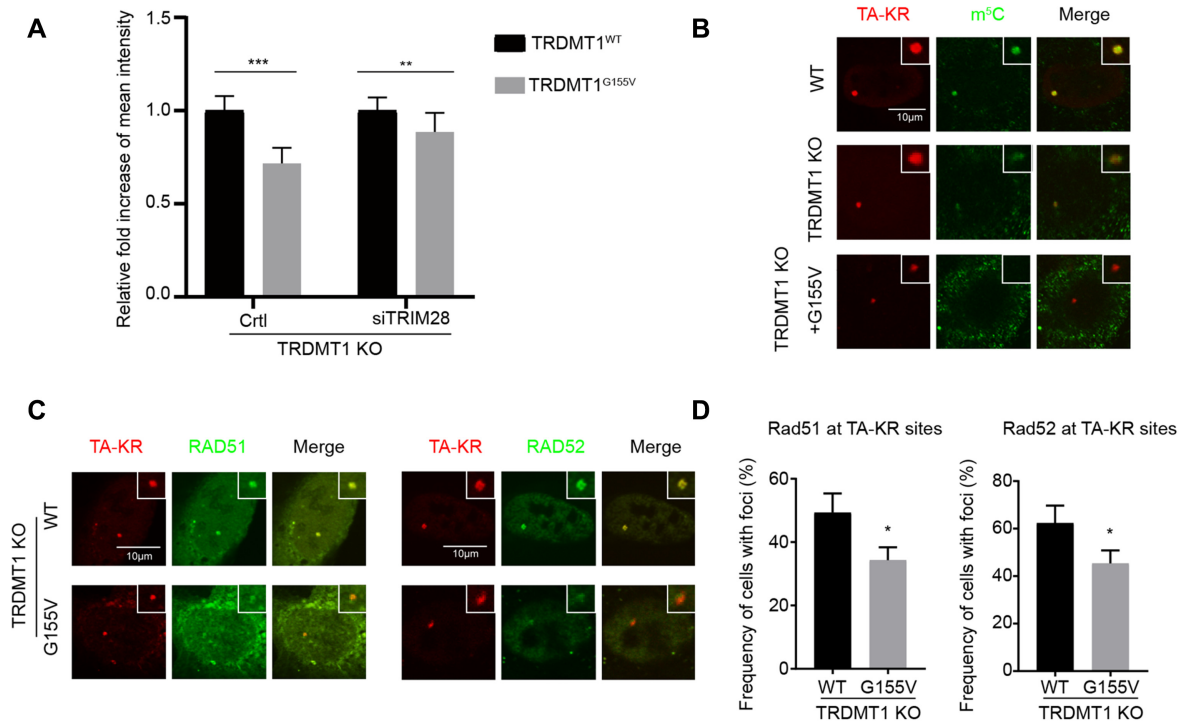 A
Relative fold increase of mean intensity
1.5
1.0
0.5
0.0
***
**
TRDMT1WT
TRDMT1G155V
Crtl
siTRIM28
TRDMT1 KO
B
TA-KR
m5C
Merge
WT
10μm
TRDMT1 KO
TRDMT1 KO
+G155V
C
TA-KR
RAD51
Merge
TA-KR
RAD52
Merge
TRDMT1 KO
WT
10μm
10μm
G155V
D
Rad51 at TA-KR sites
Frequency of cells with foci (%)
60
40
20
0
*
WT
G155V
TRDMT1 KO
Rad52 at TA-KR sites
Frequency of cells with foci (%)
80
60
40
20
0
*
WT
G155V
TRDMT1 KO